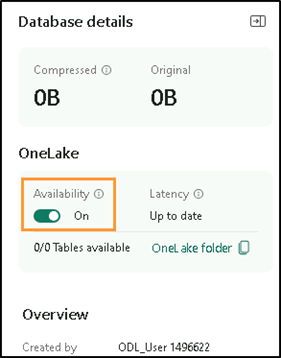 Database details
Compressed Original
0B 0B
OneLake
Availability Latency
On Up to date
0/0 Tables available OneLake folder
Overview
Created by ODL_User 1496622